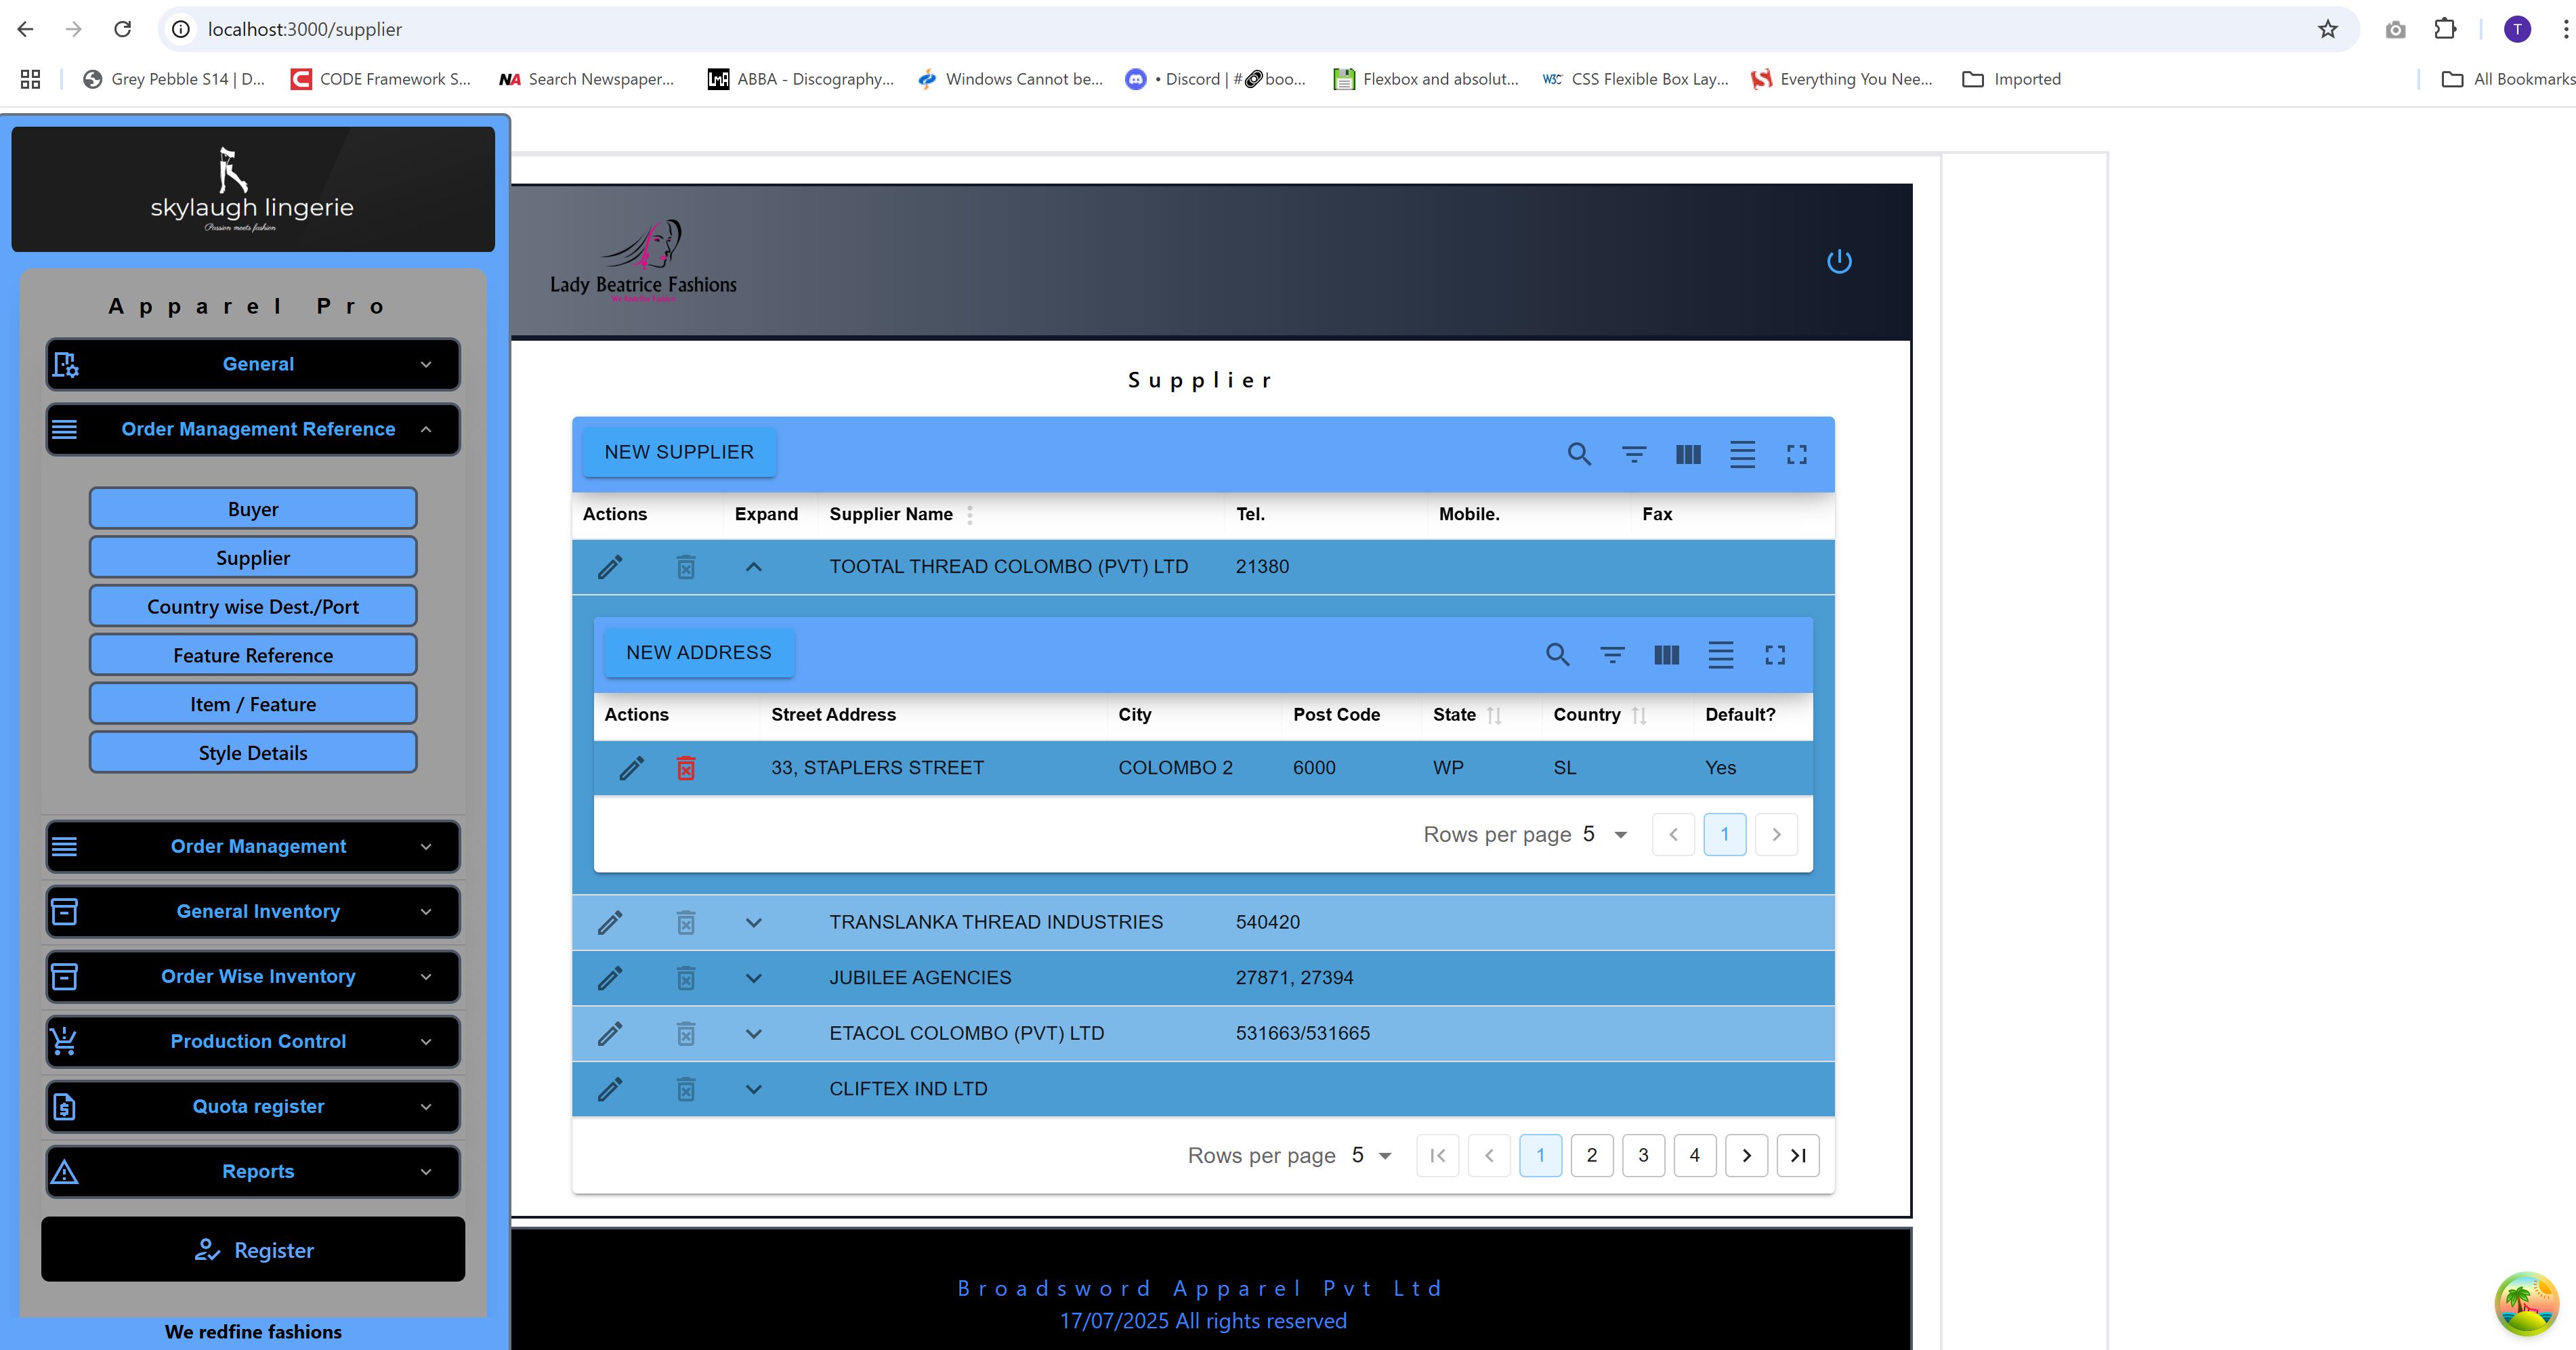 localhost:3000/supplier
Grey Pebble S14 | D...
CODE Framework S...
NA Search Newspaper...
LMA ABBA - Discography...
Windows Cannot be...
• Discord | #🔗boo...
Flexbox and absolut...
W3C CSS Flexible Box Lay...
Everything You Nee...
Imported
All Bookmarks
T
skylaugh lingerie
Passion meets fashion
Apparel Pro
General
Order Management Reference
Buyer
Supplier
Country wise Dest./Port
Feature Reference
Item / Feature
Style Details
Order Management
General Inventory
Order Wise Inventory
Production Control
Quota register
Reports
Register
We redfine fashions
Lady Beatrice Fashions
We Redefine Fashion
Supplier
NEW SUPPLIER
Actions Expand Supplier Name Tel. Mobile. Fax
TOOTAL THREAD COLOMBO (PVT) LTD 21380
NEW ADDRESS
Actions Street Address City Post Code State Country Default?
33, STAPLERS STREET COLOMBO 2 6000 WP SL Yes
Rows per page 5 1
TRANSLANKA THREAD INDUSTRIES 540420
JUBILEE AGENCIES 27871, 27394
ETACOL COLOMBO (PVT) LTD 531663/531665
CLIFTEX IND LTD
Rows per page 5 1 2 3 4
Broadsword Apparel Pvt Ltd
17/07/2025 All rights reserved